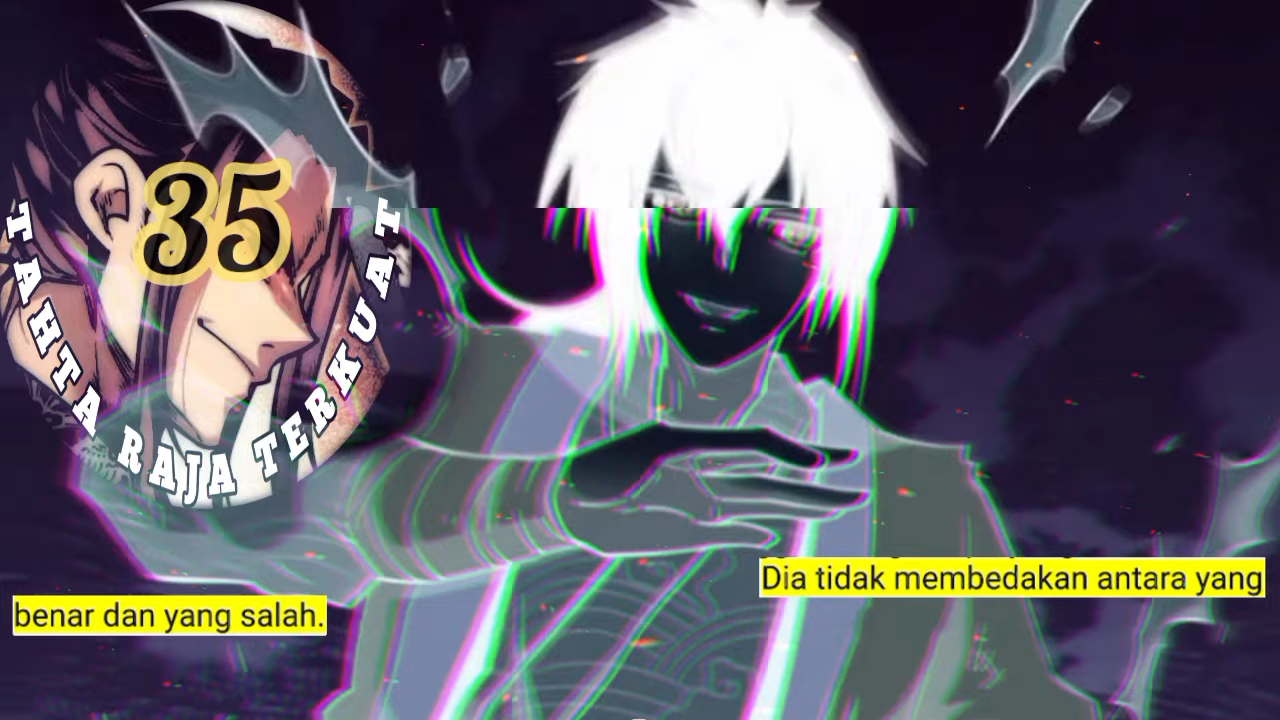 35
TAHTA RAJA TERKUAT
Dia tidak membedakan antara yang
benar dan yang salah.